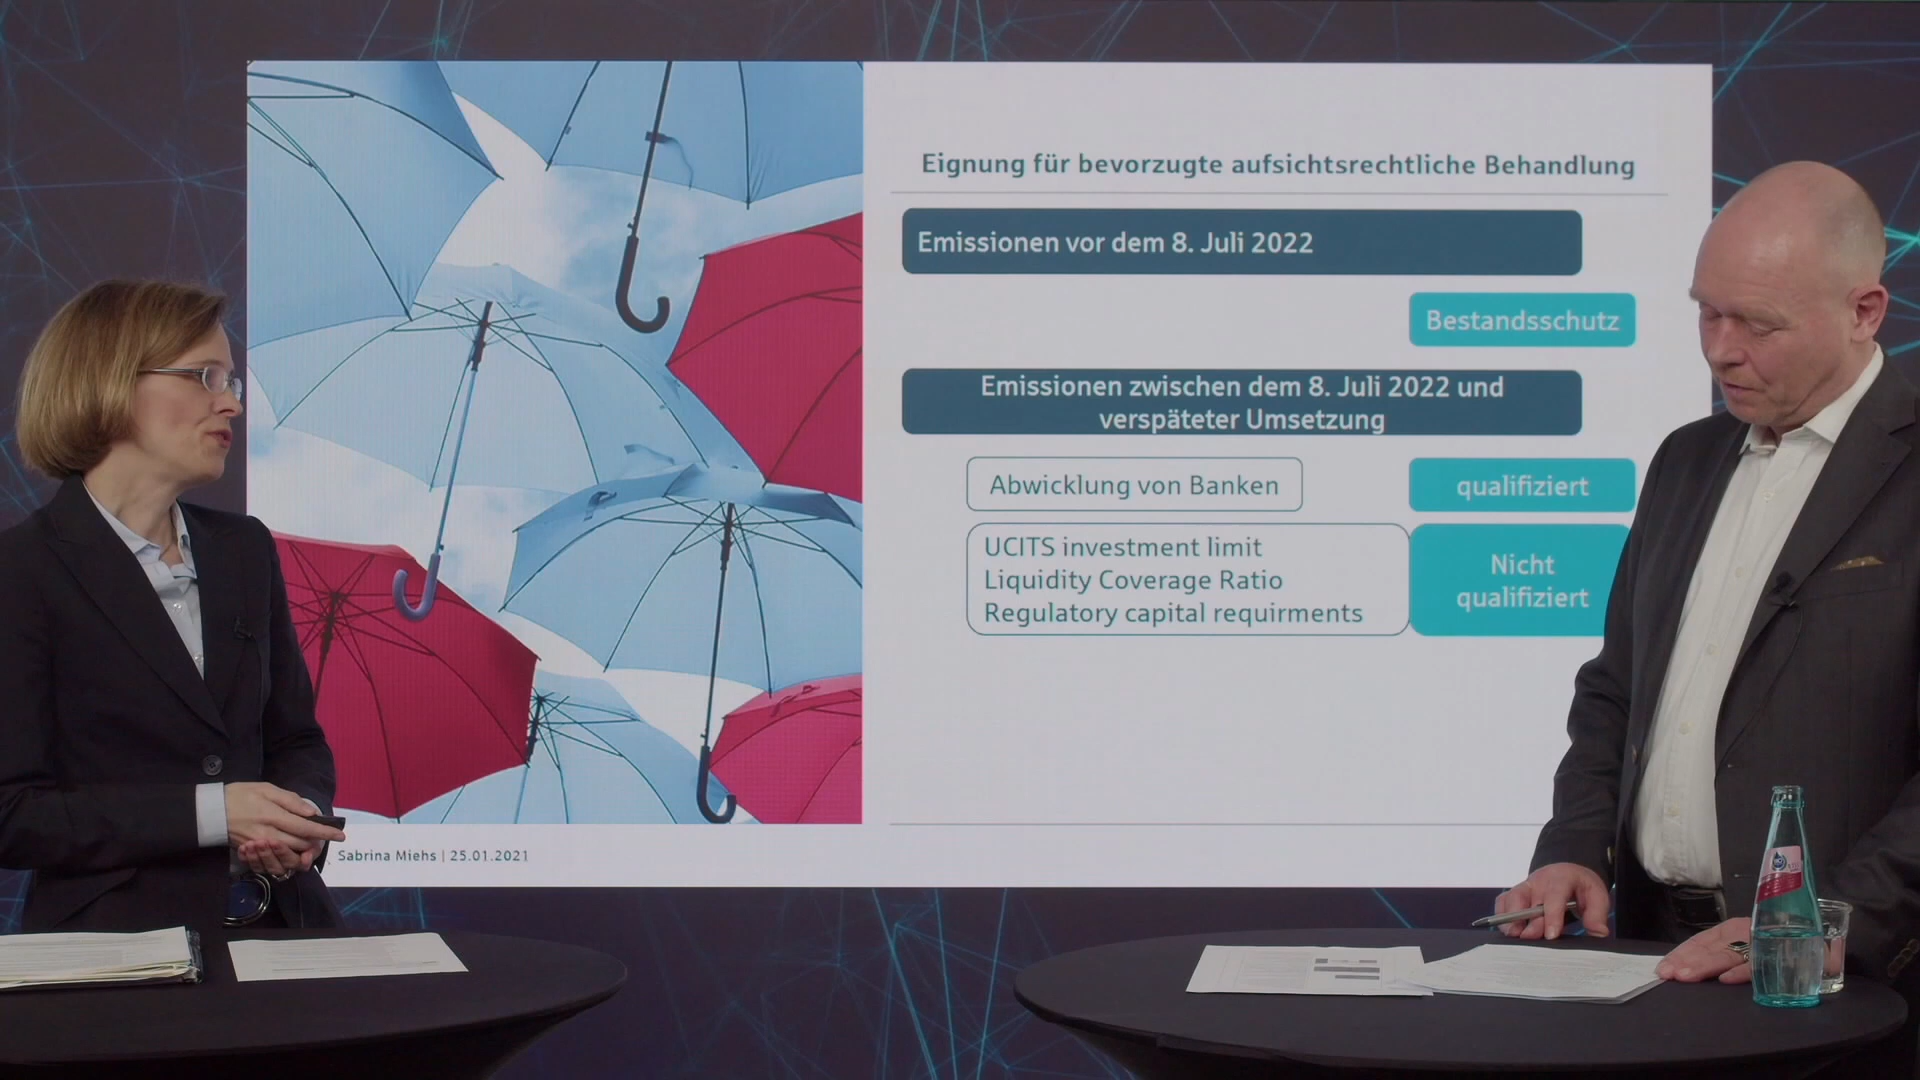 Eignung für bevorzugte aufsichtsrechtliche Behandlung
Emissionen vor dem 8. Juli 2022
Bestandsschutz
Emissionen zwischen dem 8. Juli 2022 und
verspäteter Umsetzung
Abwicklung von Banken
qualifiziert
UCITS investment limit
Liquidity Coverage Ratio
Regulatory capital requirments
Nicht
qualifiziert
Sabrina Miehs | 25.01.2021